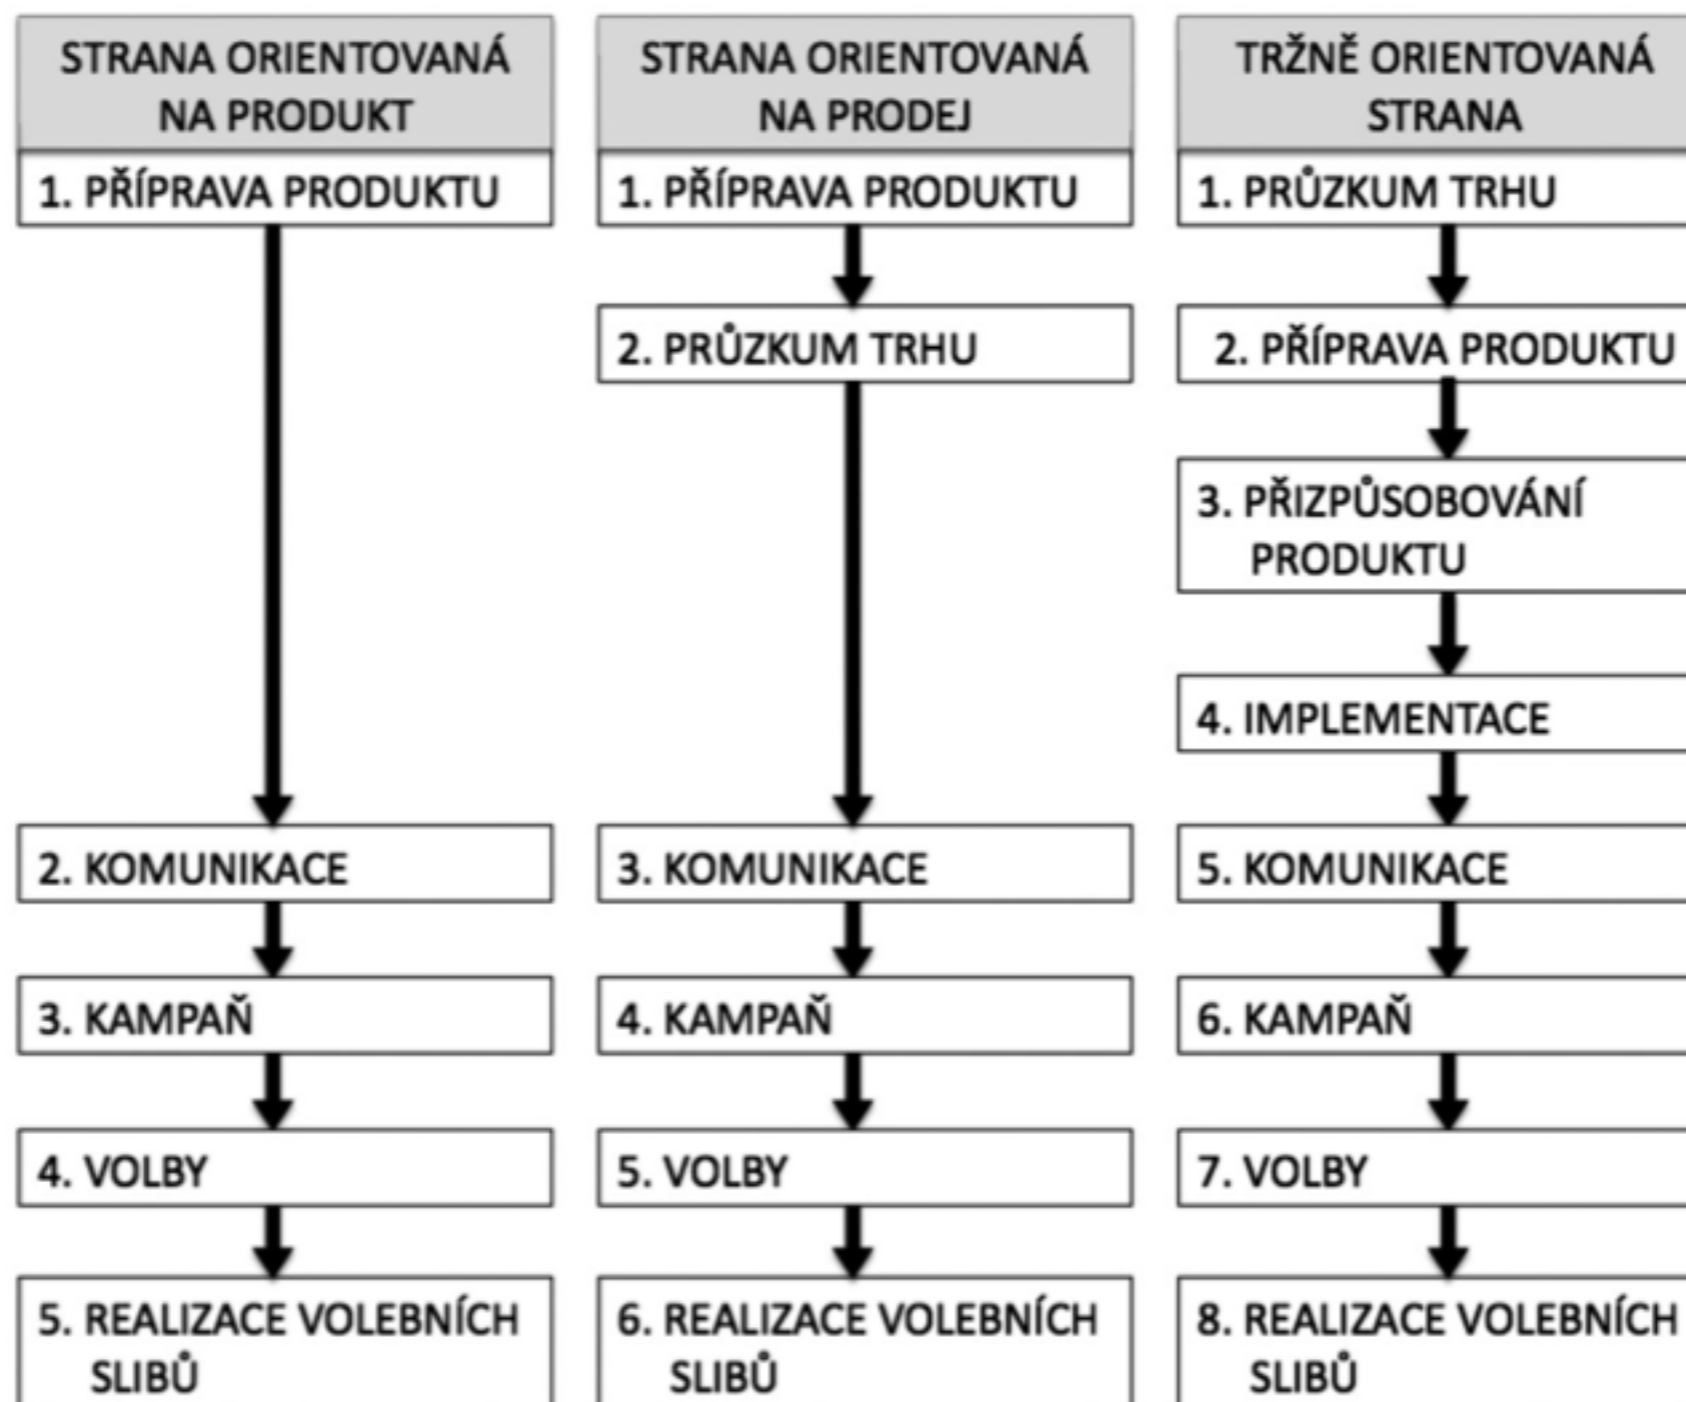 STRANA ORIENTOVANÁ
NA PRODUKT
1. PŘÍPRAVA PRODUKTU
2. KOMUNIKACE
3. KAMPAŇ
4. VOLBY
5. REALIZACE VOLEBNÍCH
SLIBŮ
STRANA ORIENTOVANÁ
NA PRODEJ
1. PŘÍPRAVA PRODUKTU
2. PRŮZKUM TRHU
3. KOMUNIKACE
4. KAMPAŇ
5. VOLBY
6. REALIZACE VOLEBNÍCH
SLIBŮ
TRŽNĚ ORIENTOVANÁ
STRANA
1. PRŮZKUM TRHU
2. PŘÍPRAVA PRODUKTU
3. PŘIZPŮSOBOVÁNÍ
PRODUKTU
4. IMPLEMENTACE
5. KOMUNIKACE
6. KAMPAŇ
7. VOLBY
8. REALIZACE VOLEBNÍCH
SLIBŮ